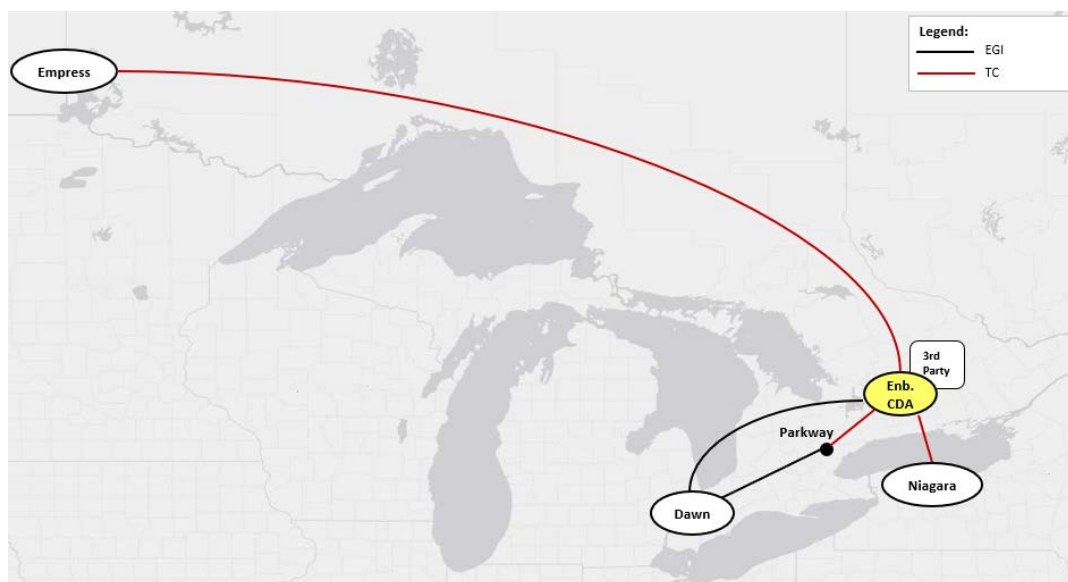 Legend:
EGI
TC
Empress
3rd
Party
Enb.
CDA
Parkway
Niagara
Dawn